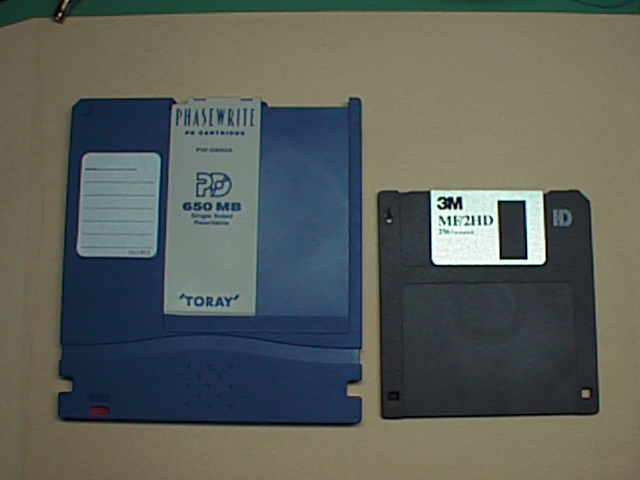 PHASEWRITE
PD CARTRIDGE
PD
650 MB
Single Sided
Rewritable
"TORAY"
3M
MF/2HD
HD